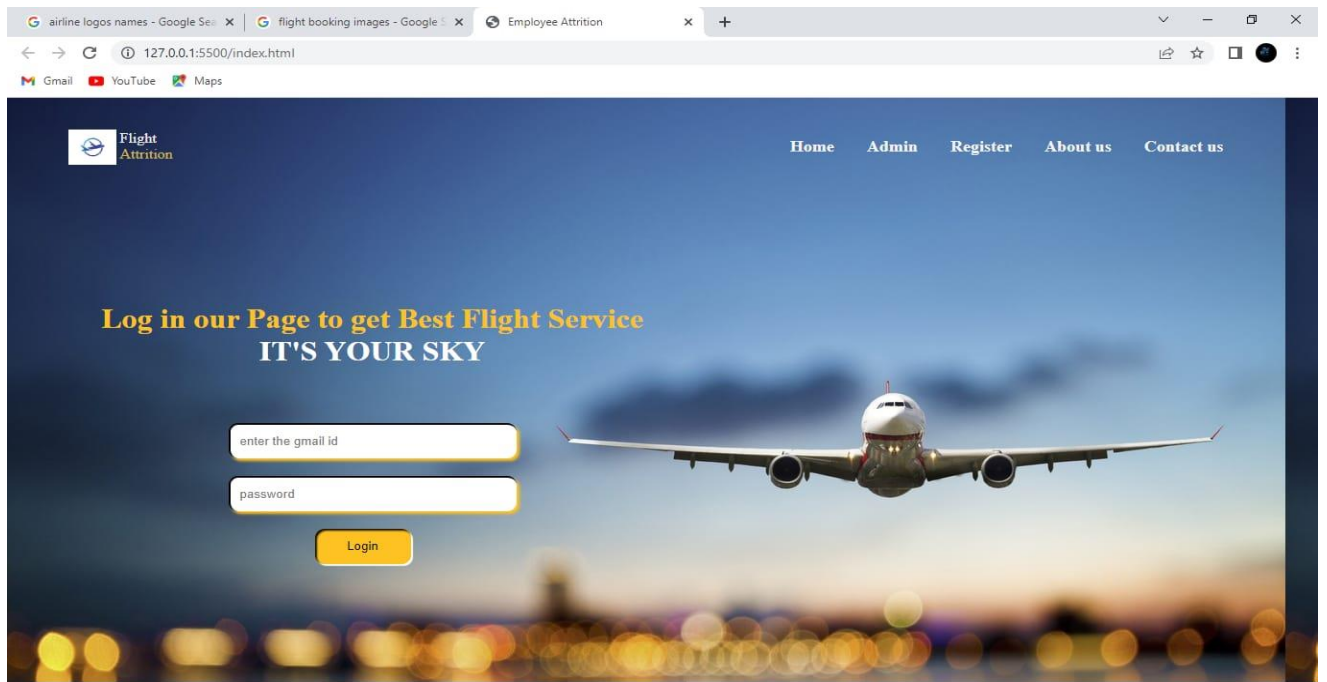 airline logos names - Google Sea
flight booking images - Google S
Employee Attrition
127.0.0.1:5500/index.html
Gmail YouTube Maps
Flight
Attrition
Home Admin Register About us Contact us
Log in our Page to get Best Flight Service
IT'S YOUR SKY
enter the gmail id
password
Login